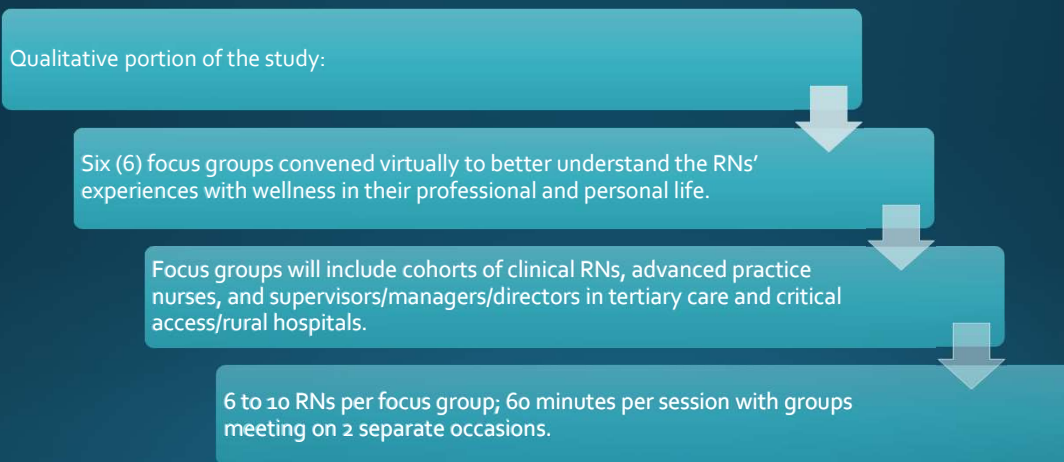 Qualitative portion of the study:
Six (6) focus groups convened virtually to better understand the RNs’
experiences with wellness in their professional and personal life.
Focus groups will include cohorts of clinical RNs, advanced practice
nurses, and supervisors/managers/directors in tertiary care and critical
access/rural hospitals.
6 to 10 RNs per focus group; 60 minutes per session with groups
meeting on 2 separate occasions.